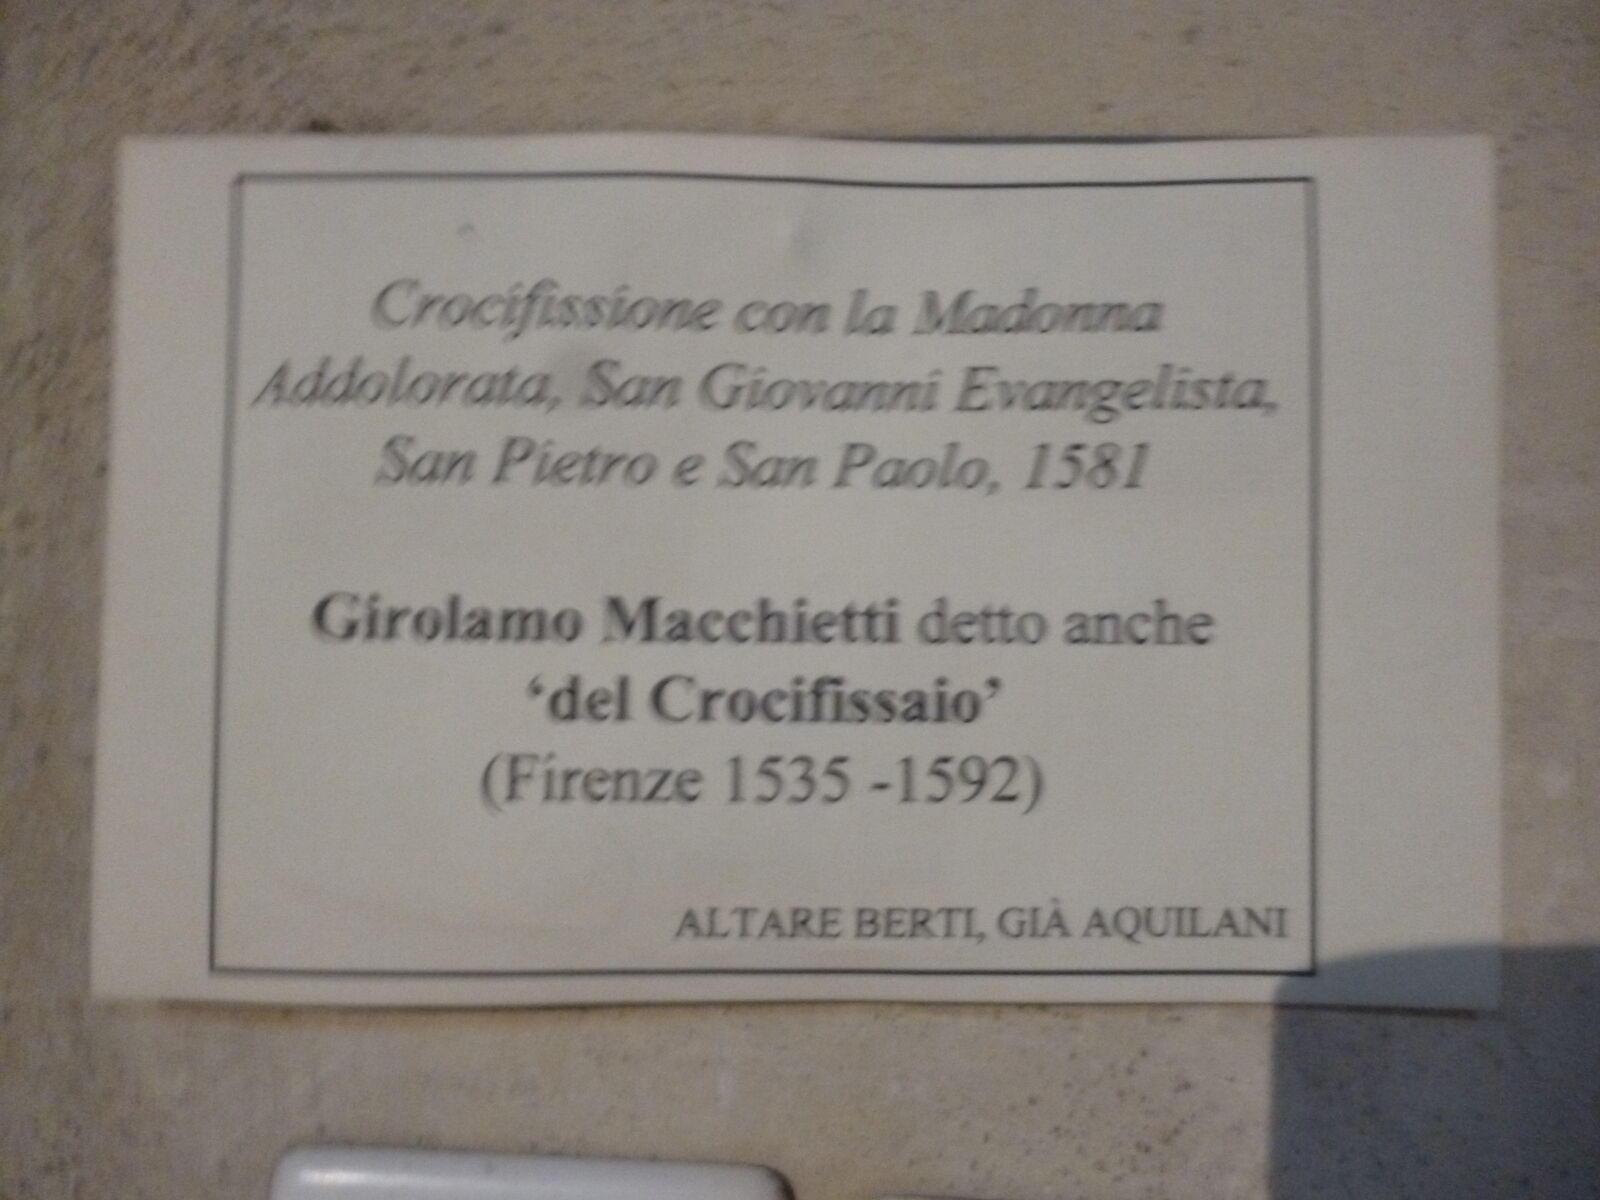 Crocifissione con la Madonna
Addolorata, San Giovanni Evangelista,
San Pietro e San Paolo, 1581
Girolamo Macchietti detto anche
‘del Crocifissaio’
(Firenze 1535 -1592)
ALTARE BERTI, GIÀ AQUILANI